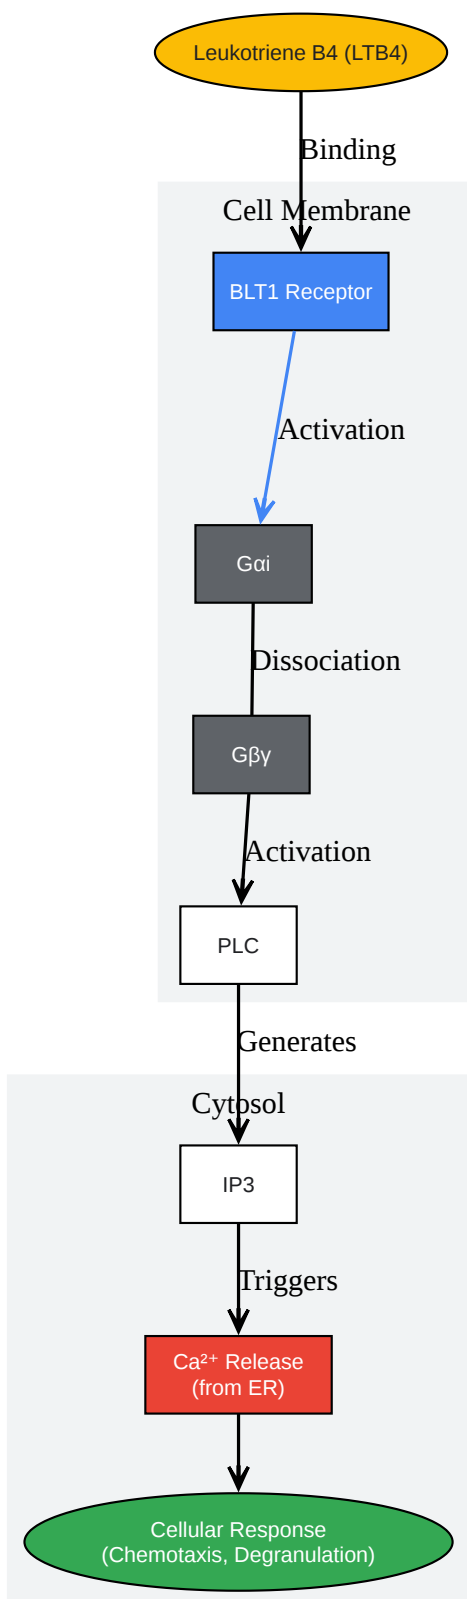 Leukotriene B4 (LTB4)
Binding
Cell Membrane
BLT1 Receptor
Activation
Gαi
Dissociation
Gβγ
Activation
PLC
Generates
Cytosol
IP3
Triggers
Ca²⁺ Release
(from ER)
Cellular Response
(Chemotaxis, Degranulation)